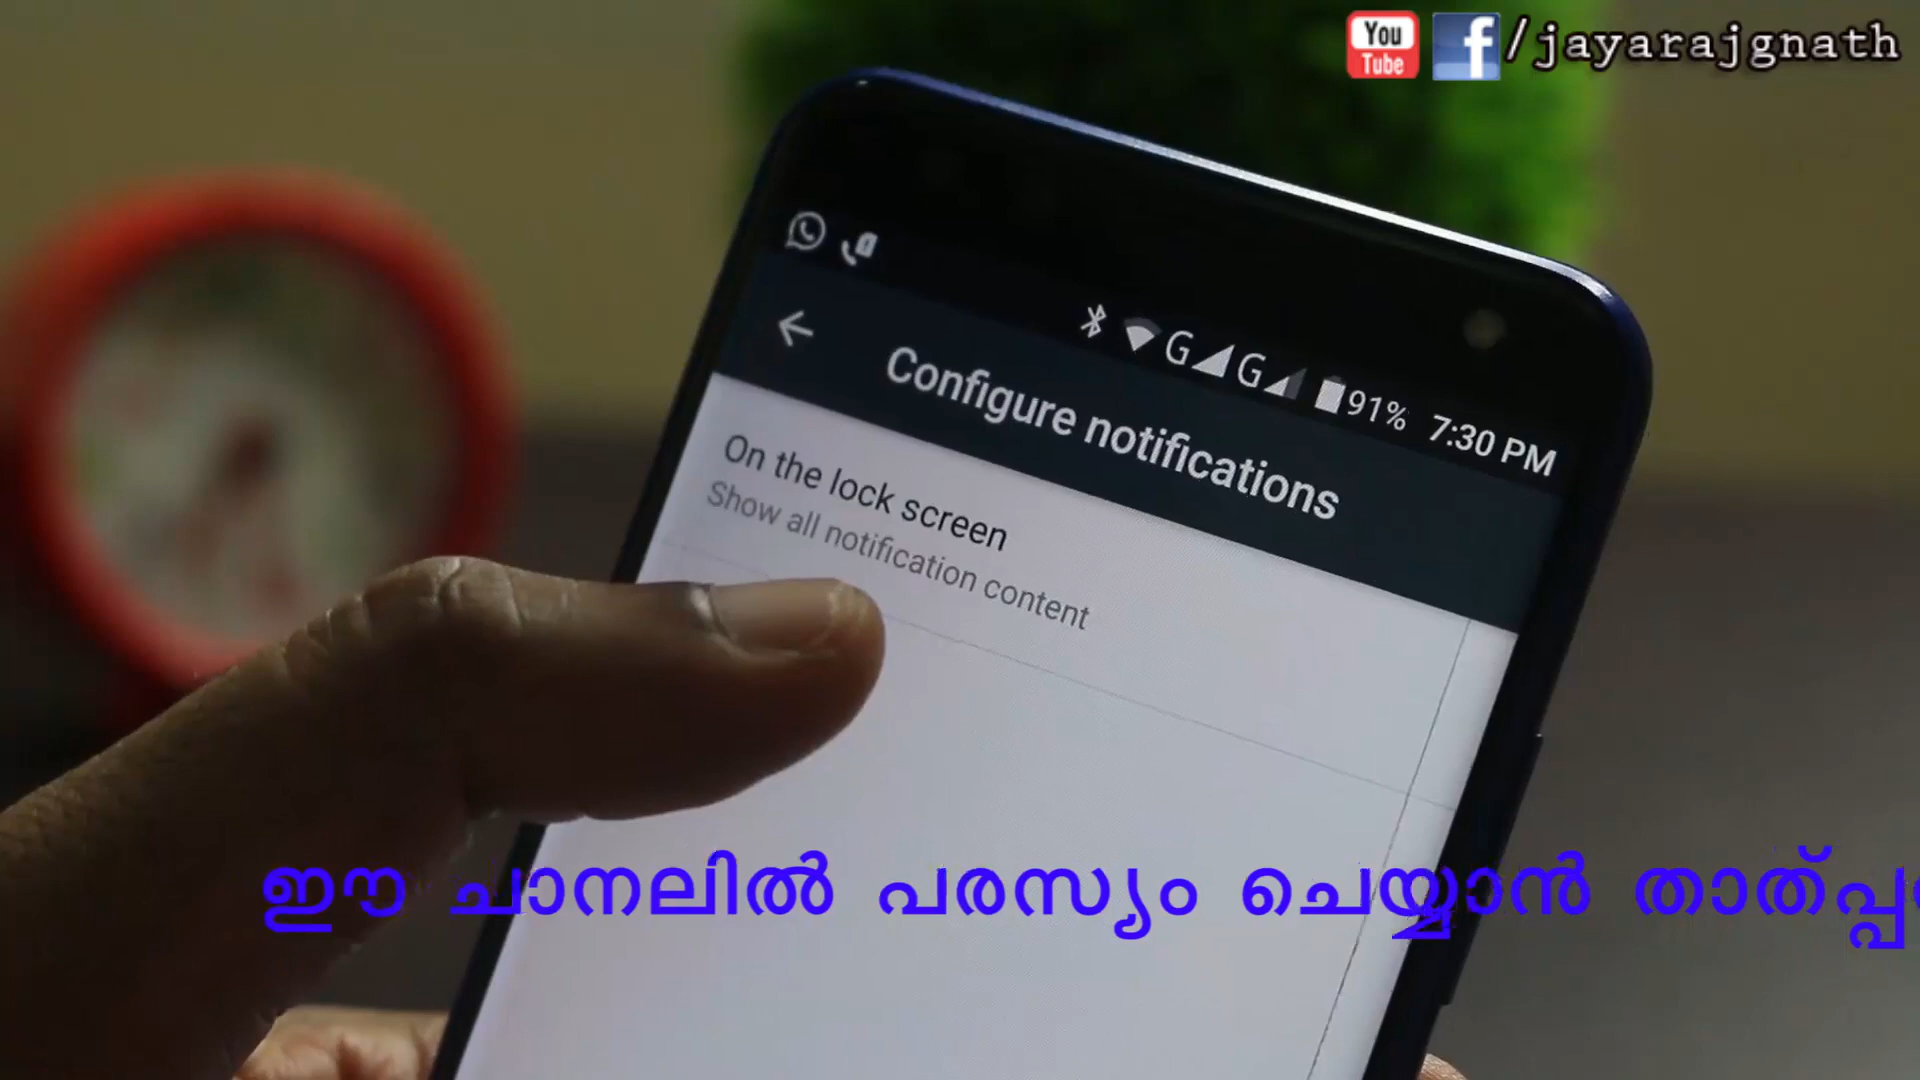 You
Tube
f
/jayarajgnath
G G 91% 7:30 PM
Configure notifications
On the lock screen
Show all notification content
ഈ ചാനലിൽ പരസ്യം ചെയ്യാൻ